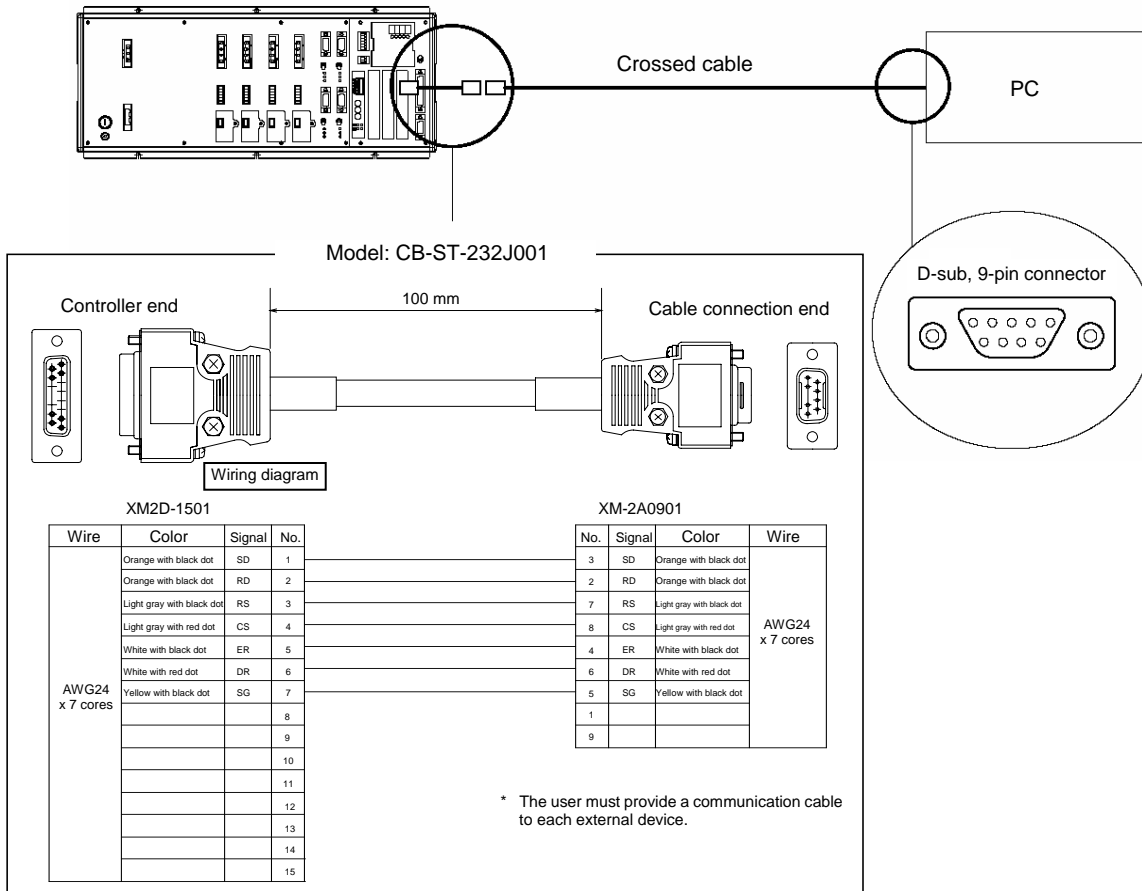 Crossed cable
PC
Model: CB-ST-232J001
D-sub, 9-pin connector
Controller end
100 mm
Cable connection end
Wiring diagram
XM2D-1501
Wire Color Signal No.
Orange with black dot SD 1
Orange with black dot RD 2
Light gray with black dot RS 3
Light gray with red dot CS 4
White with black dot ER 5
White with red dot DR 6
AWG24
x 7 cores
Yellow with black dot SG 7
8
9
10
11
12
13
14
15
XM-2A0901
No. Signal Color Wire
3 SD Orange with black dot
2 RD Orange with black dot
7 RS Light gray with black dot
8 CS Light gray with red dot
AWG24
x 7 cores
4 ER White with black dot
6 DR White with red dot
5 SG Yellow with black dot
1
9
* The user must provide a communication cable
to each external device.